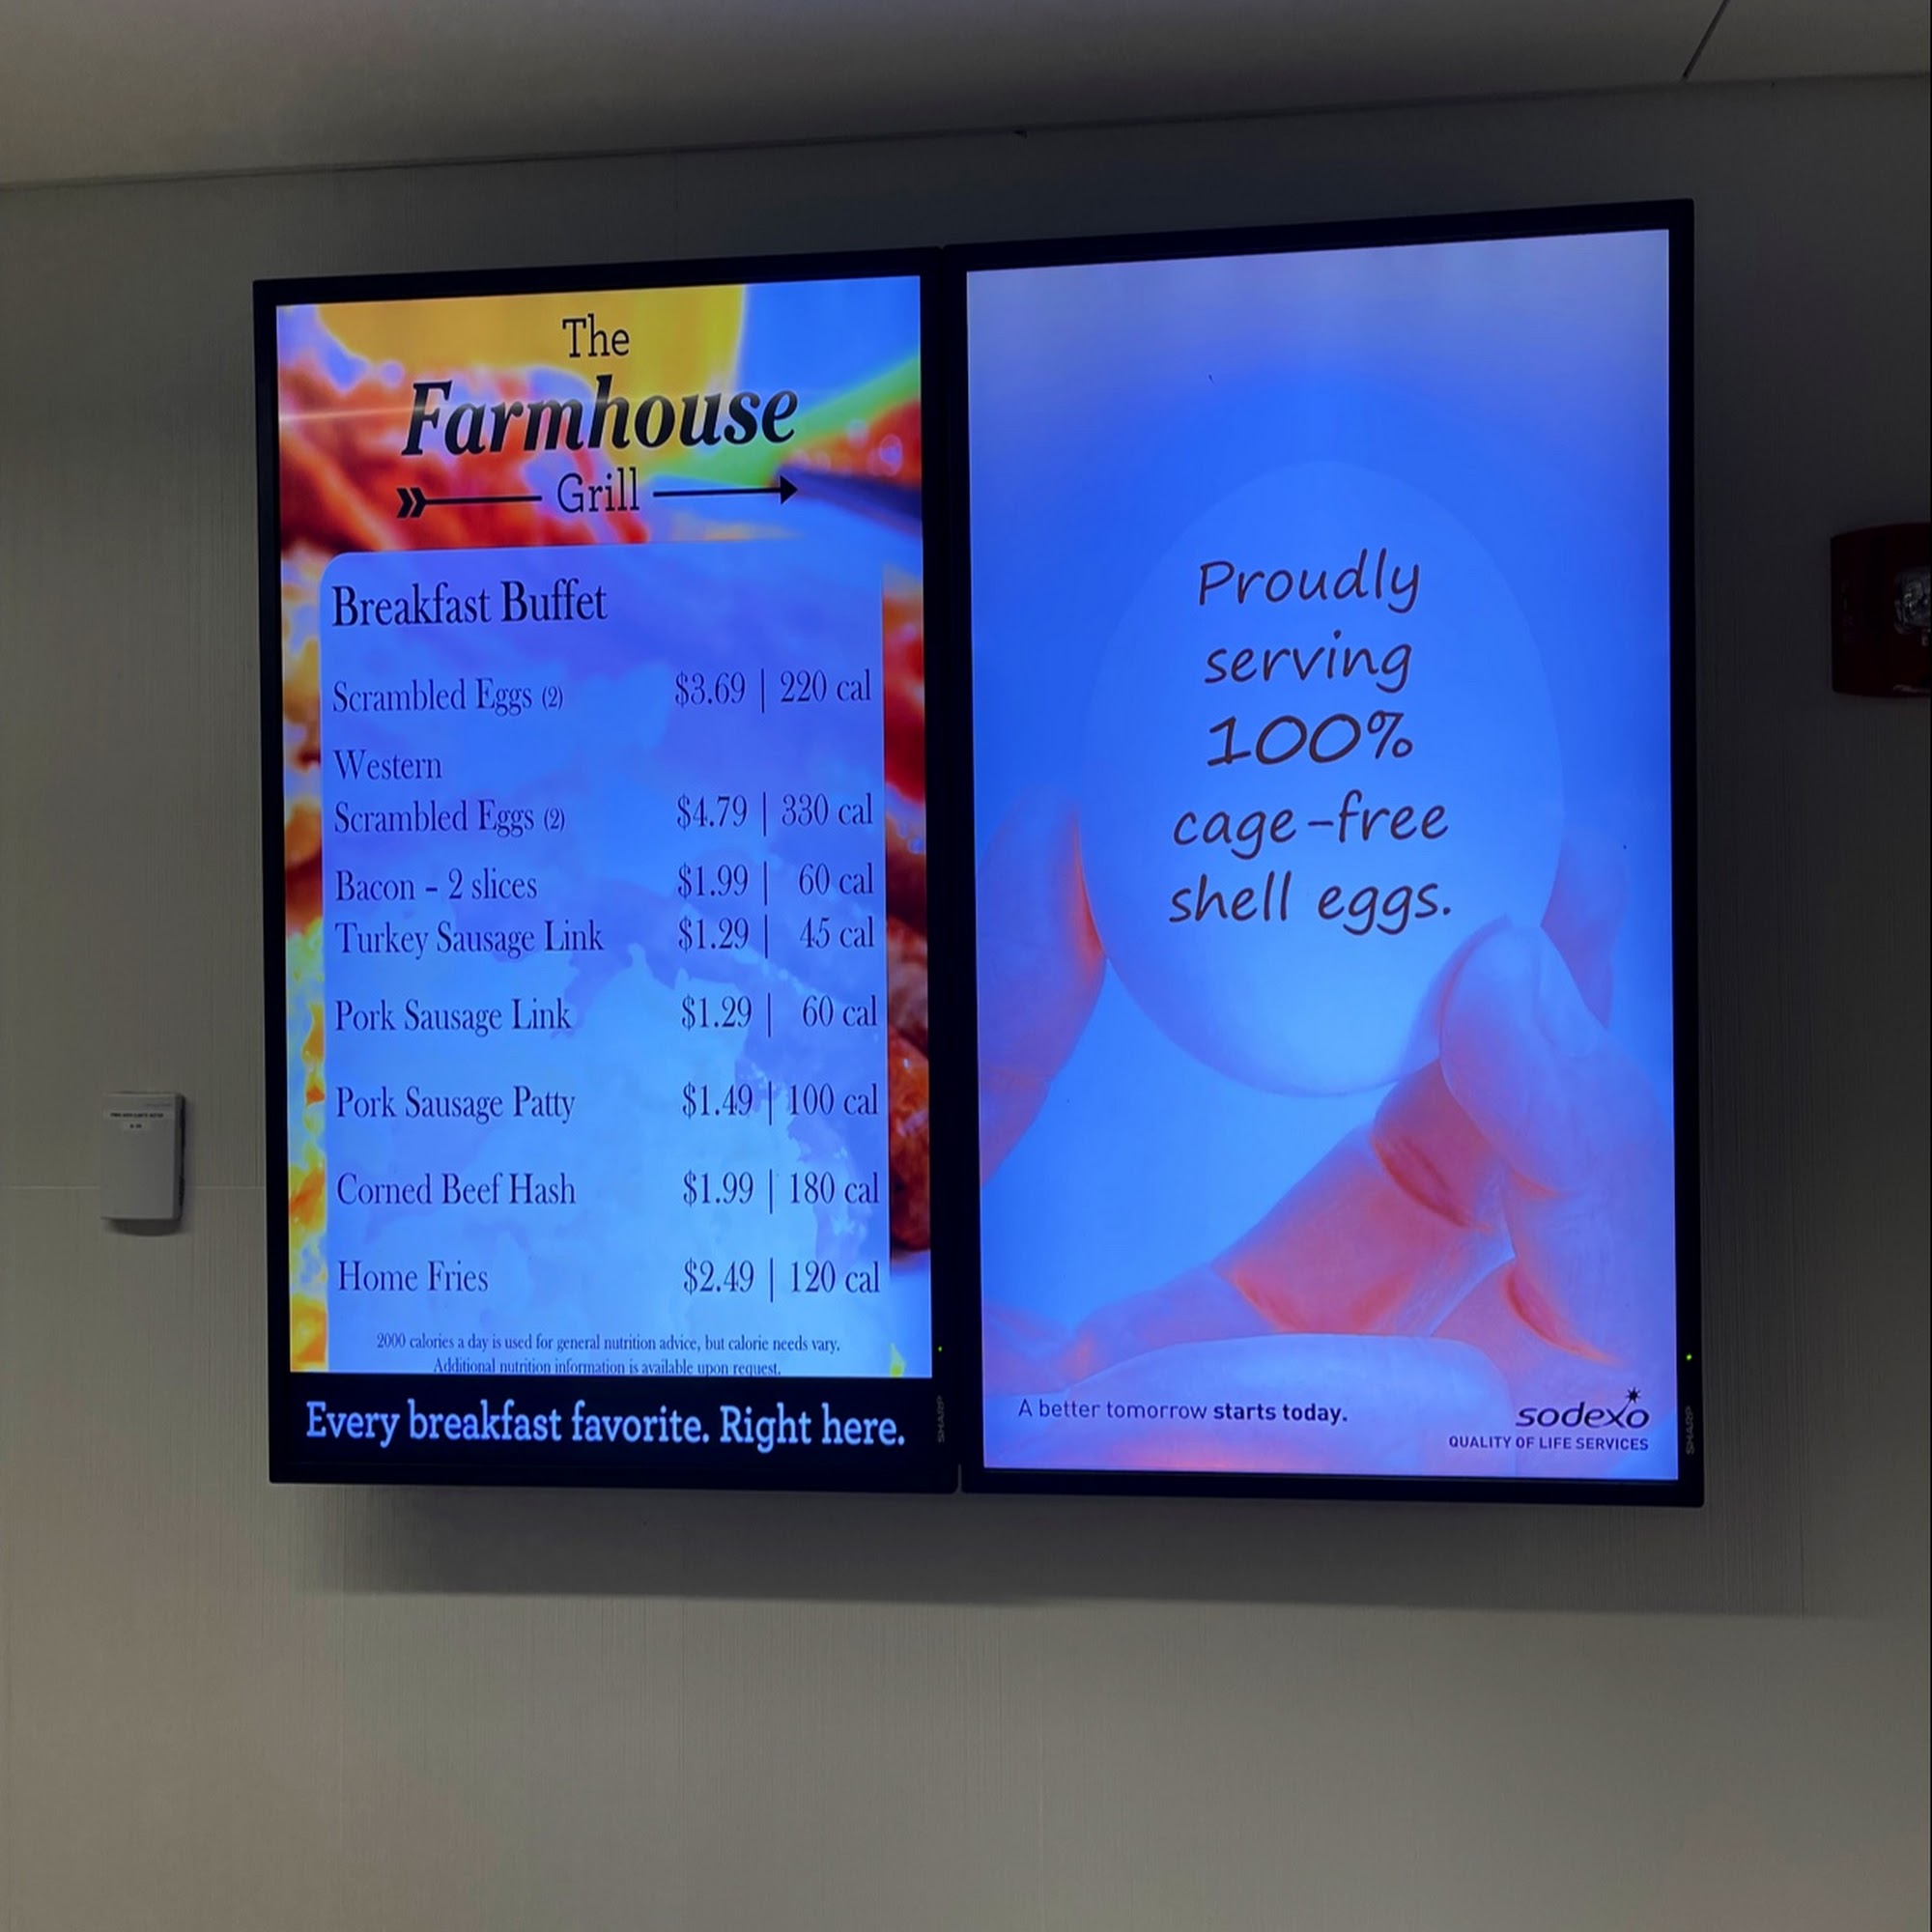 The
Farmhouse
Grill
Breakfast Buffet
Scrambled Eggs (2) $3.69 | 220 cal
Western
Scrambled Eggs (2) $4.79 | 330 cal
Bacon – 2 slices $1.99 | 60 cal
Turkey Sausage Link $1.29 | 45 cal
Pork Sausage Link $1.29 | 60 cal
Pork Sausage Patty $1.49 | 100 cal
Corned Beef Hash $1.99 | 180 cal
Home Fries $2.49 | 120 cal
2000 calories a day is used for general nutrition advice, but calorie needs vary.
Additional nutrition information is available upon request.
Every breakfast favorite. Right here.
SHARP
Proudly
serving
100%
cage-free
shell eggs.
A better tomorrow starts today.
sodexo
QUALITY OF LIFE SERVICES
SHARP